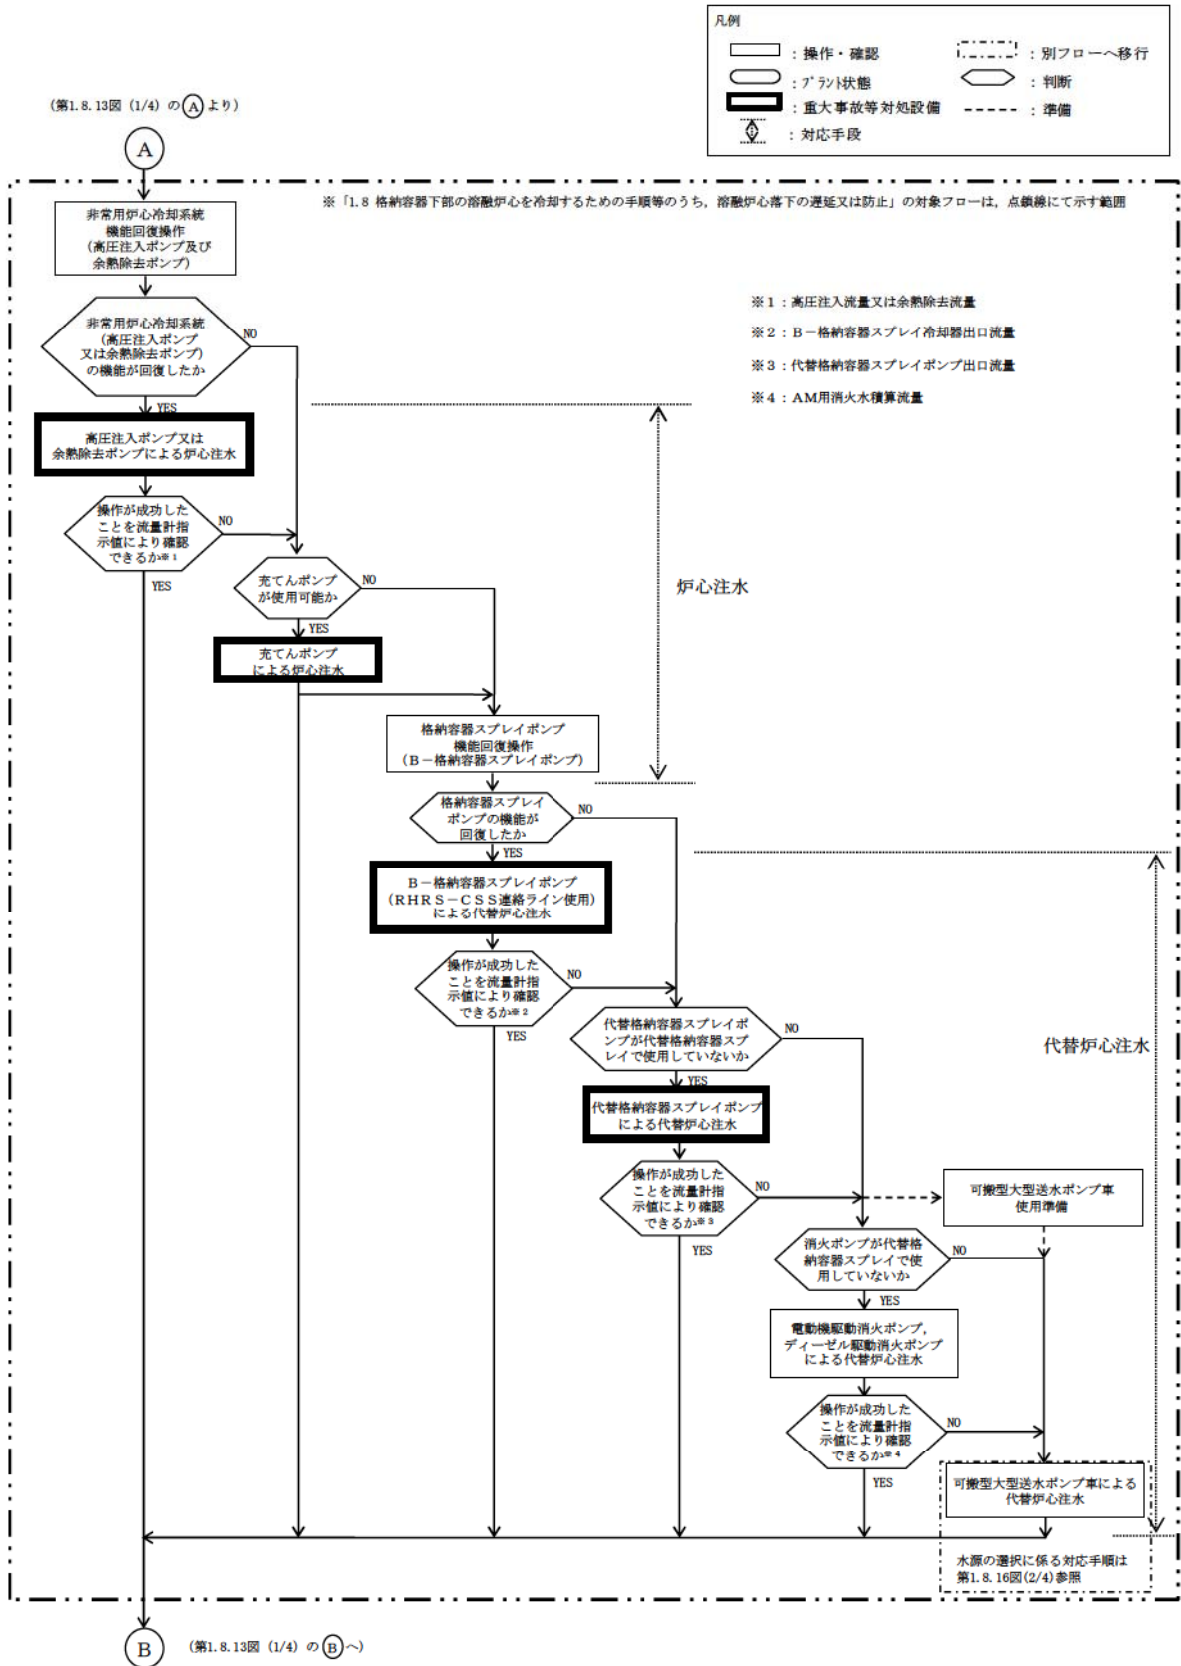 凡例
：操作・確認
：別フローへ移行
：ﾌﾟﾗﾝﾄ状態
：判断
：重大事故等対処設備
：準備
：対応手段
(第1.8.13図 (1/4) の Ⓐ より)
A
※「1.8 格納容器下部の溶融炉心を冷却するための手順等のうち，溶融炉心落下の遅延又は防止」の対象フローは，点鎖線にて示す範囲
非常用炉心冷却系統
機能回復操作
(高圧注入ポンプ及び
余熱除去ポンプ)
※1：高圧注入流量又は余熱除去流量
※2：B－格納容器スプレイ冷却器出口流量
※3：代替格納容器スプレイポンプ出口流量
※4：AM用消火水積算流量
非常用炉心冷却系統
(高圧注入ポンプ
又は余熱除去ポンプ)
の機能が回復したか
NO
YES
高圧注入ポンプ又は
余熱除去ポンプによる炉心注水
操作が成功した
ことを流量計指
示値により確認
できるか※1
NO
YES
充てんポンプ
が使用可能か
NO
YES
炉心注水
充てんポンプ
による炉心注水
格納容器スプレイポンプ
機能回復操作
(B－格納容器スプレイポンプ)
格納容器スプレイ
ポンプの機能が
回復したか
NO
YES
B－格納容器スプレイポンプ
(RHRS－CSS連絡ライン使用)
による代替炉心注水
操作が成功した
ことを流量計指
示値により確認
できるか※2
NO
YES
代替格納容器スプレイポ
ンプが代替格納容器スプ
レイで使用していないか
NO
YES
代替炉心注水
代替格納容器スプレイポンプ
による代替炉心注水
操作が成功した
ことを流量計指
示値により確認
できるか※3
NO
YES
可搬型大型送水ポンプ車
使用準備
消火ポンプが代替格
納容器スプレイで使
用していないか
NO
YES
電動機駆動消火ポンプ，
ディーゼル駆動消火ポンプ
による代替炉心注水
操作が成功した
ことを流量計指
示値により確認
できるか※4
NO
YES
可搬型大型送水ポンプ車による
代替炉心注水
水源の選択に係る対応手順は
第1.8.16図(2/4)参照
B
(第1.8.13図 (1/4) の Ⓑ へ)